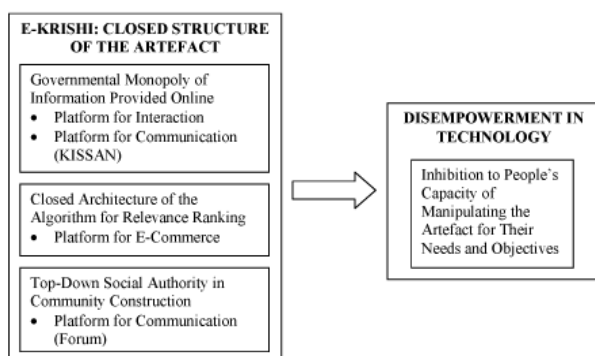 E-KRISHI: CLOSED STRUCTURE
OF THE ARTEFACT
Governmental Monopoly of
Information Provided Online
• Platform for Interaction
• Platform for Communication
(KISSAN)
Closed Architecture of the
Algorithm for Relevance Ranking
• Platform for E-Commerce
Top-Down Social Authority in
Community Construction
• Platform for Communication
(Forum)
DISEMPOWERMENT IN
TECHNOLOGY
Inhibition to People's
Capacity of
Manipulating the
Artefact for Their
Needs and Objectives